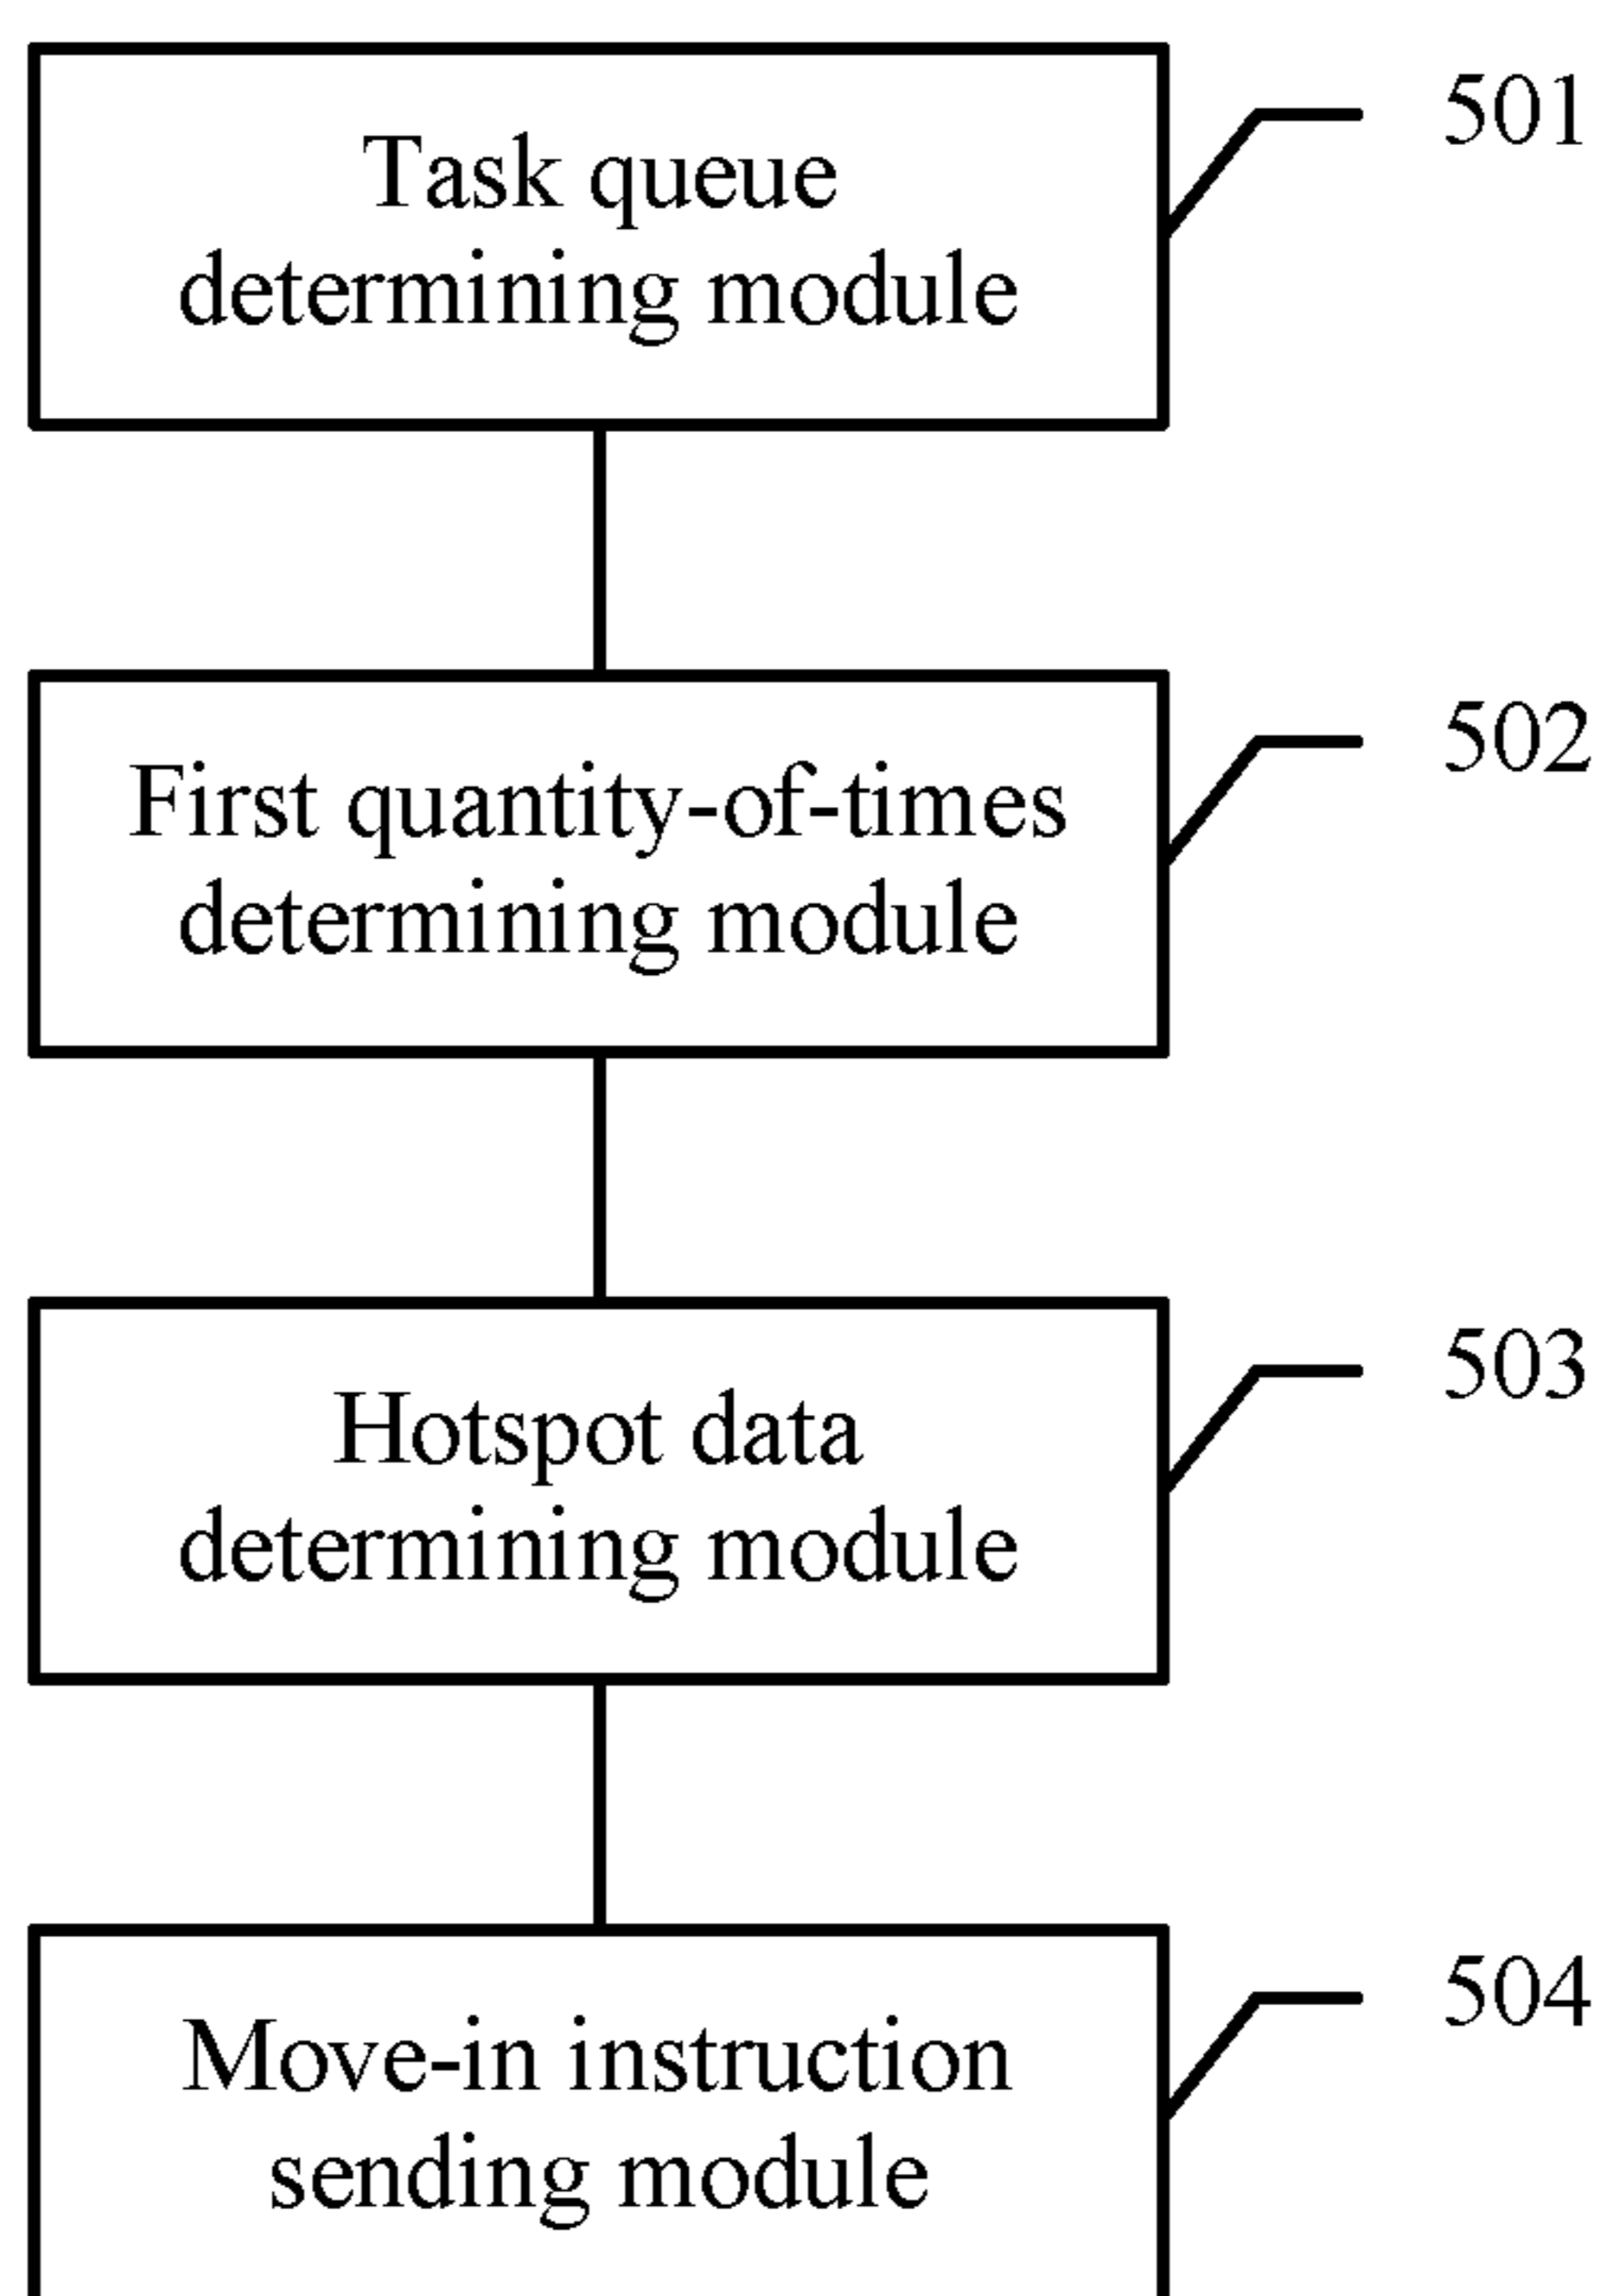 Task queue
determining module
501
First quantity-of-times
determining module
502
Hotspot data
determining module
503
Move-in instruction
sending module
504